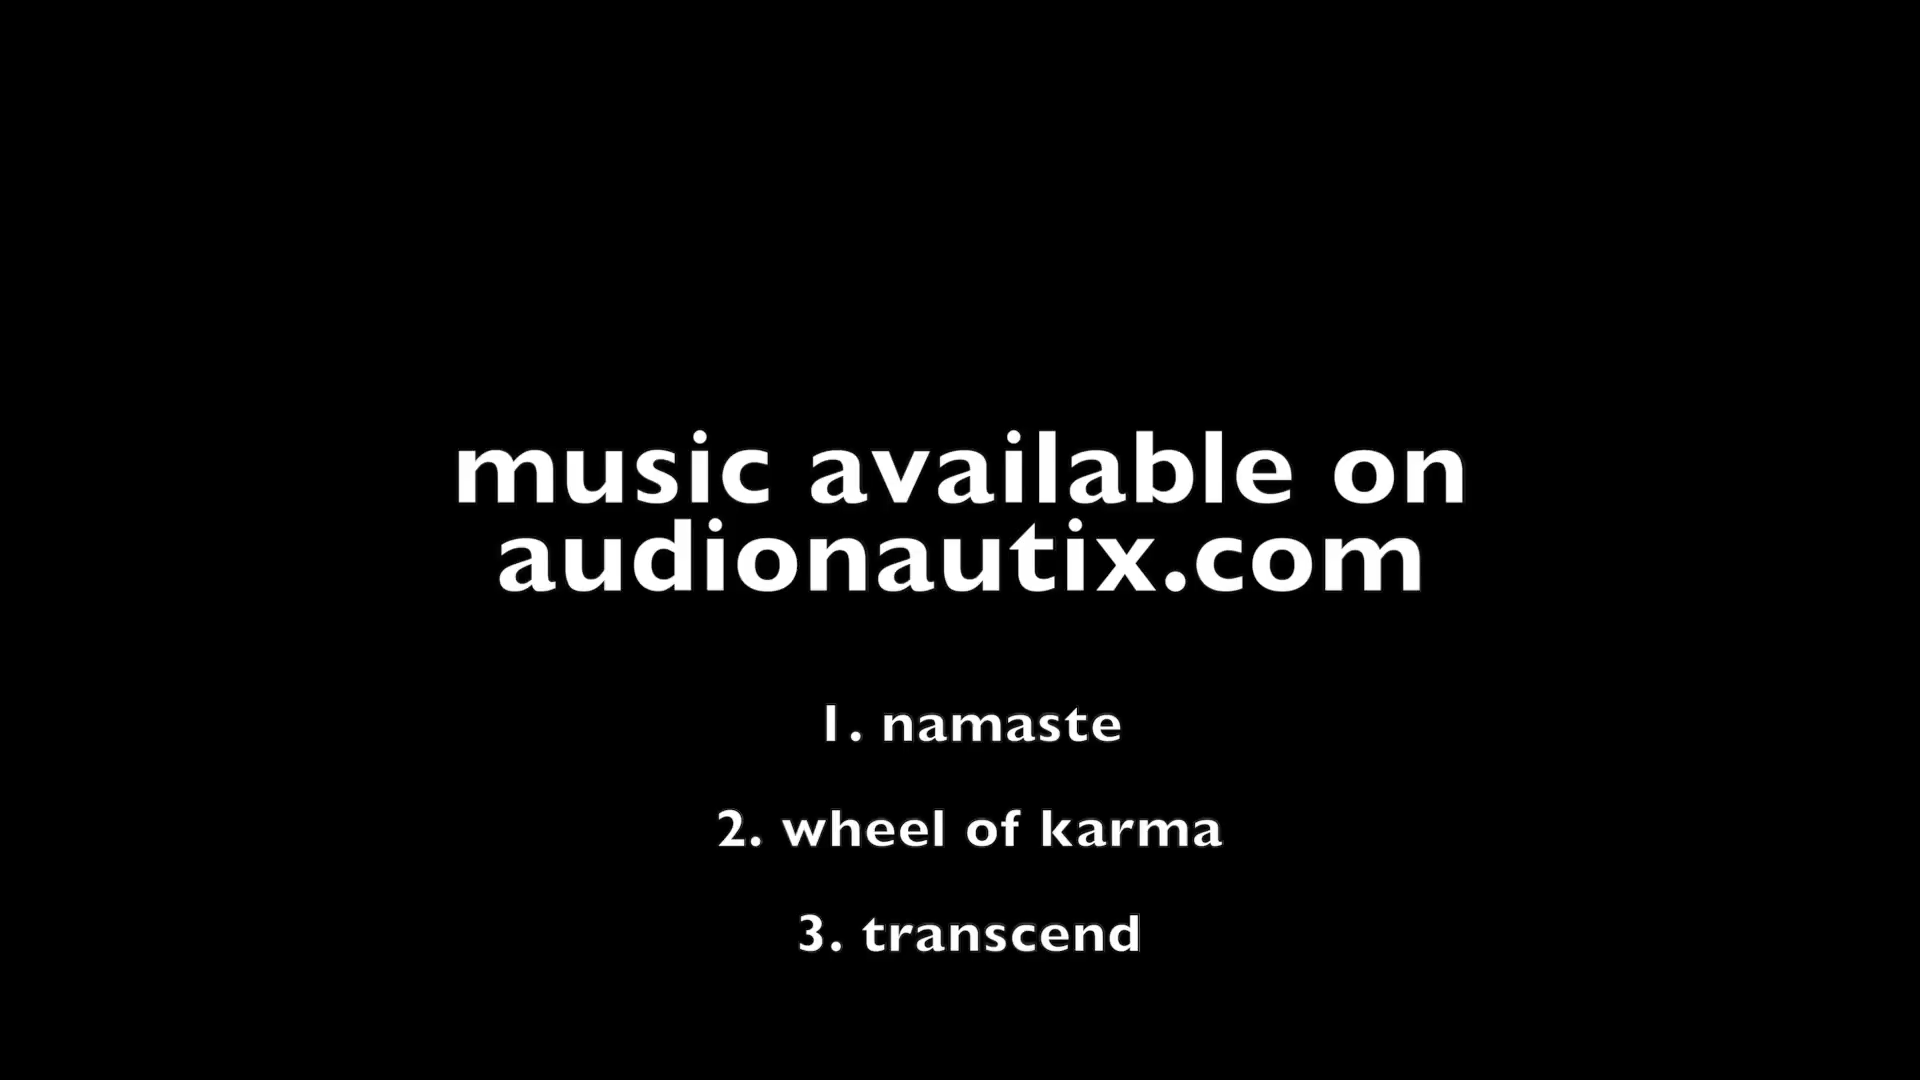 music available on
audionautix.com
1. namaste
2. wheel of karma
3. transcend